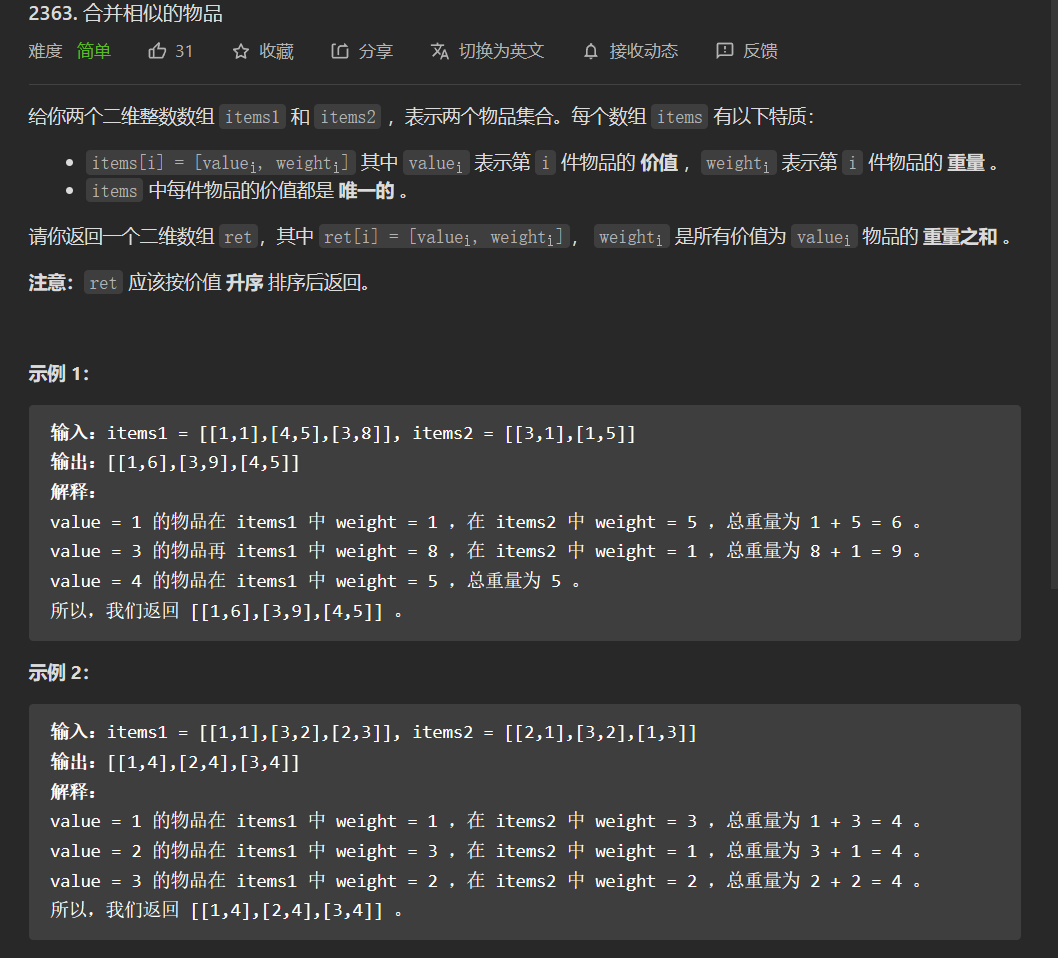 2363. 合并相似的物品
难度 简单 31 收藏 分享 切换为英文 接收动态 反馈
给你两个二维整数数组 items1 和 items2 ，表示两个物品集合。每个数组 items 有以下特质：
items[i] = [valueᵢ, weightᵢ] 其中 valueᵢ 表示第 i 件物品的 价值 ，weightᵢ 表示第 i 件物品的 重量 。
items 中每件物品的价值都是 唯一的 。
请你返回一个二维数组 ret，其中 ret[i] = [valueᵢ, weightᵢ]， weightᵢ 是所有价值为 valueᵢ 物品的 重量之和 。
注意：ret 应该按价值 升序 排序后返回。
示例 1：
输入：items1 = [[1,1],[4,5],[3,8]], items2 = [[3,1],[1,5]]
输出：[[1,6],[3,9],[4,5]]
解释：
value = 1 的物品在 items1 中 weight = 1 ，在 items2 中 weight = 5 ，总重量为 1 + 5 = 6 。
value = 3 的物品再 items1 中 weight = 8 ，在 items2 中 weight = 1 ，总重量为 8 + 1 = 9 。
value = 4 的物品在 items1 中 weight = 5 ，总重量为 5 。
所以，我们返回 [[1,6],[3,9],[4,5]] 。
示例 2：
输入：items1 = [[1,1],[3,2],[2,3]], items2 = [[2,1],[3,2],[1,3]]
输出：[[1,4],[2,4],[3,4]]
解释：
value = 1 的物品在 items1 中 weight = 1 ，在 items2 中 weight = 3 ，总重量为 1 + 3 = 4 。
value = 2 的物品在 items1 中 weight = 3 ，在 items2 中 weight = 1 ，总重量为 3 + 1 = 4 。
value = 3 的物品在 items1 中 weight = 2 ，在 items2 中 weight = 2 ，总重量为 2 + 2 = 4 。
所以，我们返回 [[1,4],[2,4],[3,4]] 。